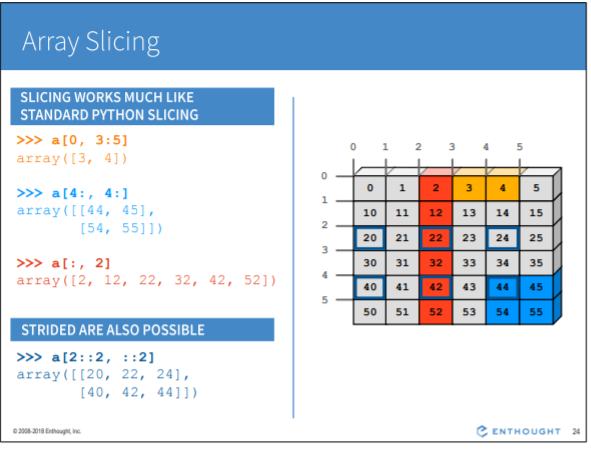 Array Slicing
SLICING WORKS MUCH LIKE
STANDARD PYTHON SLICING
>>> a[0, 3:5]
array([3, 4])
>>> a[4:, 4:]
array([[44, 45],
[54, 55]])
>>> a[:, 2]
array([2, 12, 22, 32, 42, 52])
STRIDED ARE ALSO POSSIBLE
>>> a[2::2, ::2]
array([[20, 22, 24],
[40, 42, 44]])
0 1 2 3 4 5
0
1
2
3
4
5
0 1 2 3 4 5
10 11 12 13 14 15
20 21 22 23 24 25
30 31 32 33 34 35
40 41 42 43 44 45
50 51 52 53 54 55
© 2008-2018 Enthought, Inc.
ENTHOUGHT 24